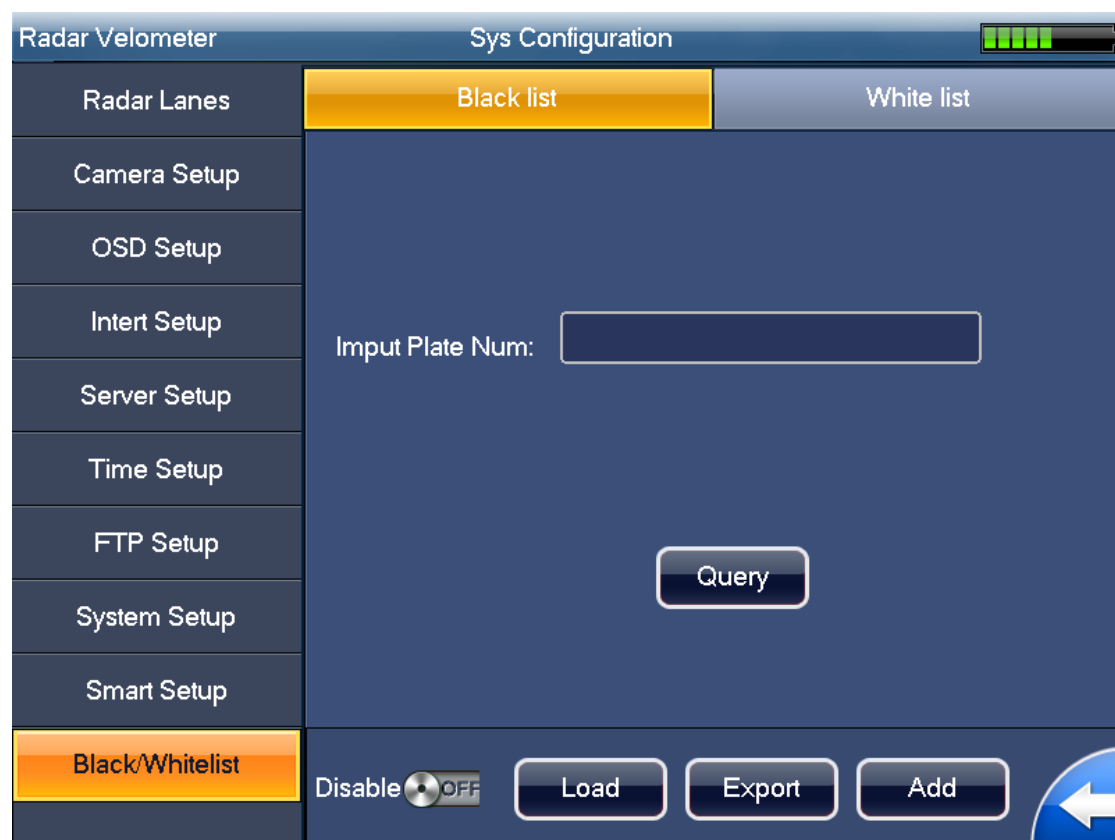 Radar Velometer
Sys Configuration
Radar Lanes
Camera Setup
OSD Setup
Intert Setup
Server Setup
Time Setup
FTP Setup
System Setup
Smart Setup
Black/Whitelist
Black list
White list
Imput Plate Num:
Query
Disable OFF
Load
Export
Add